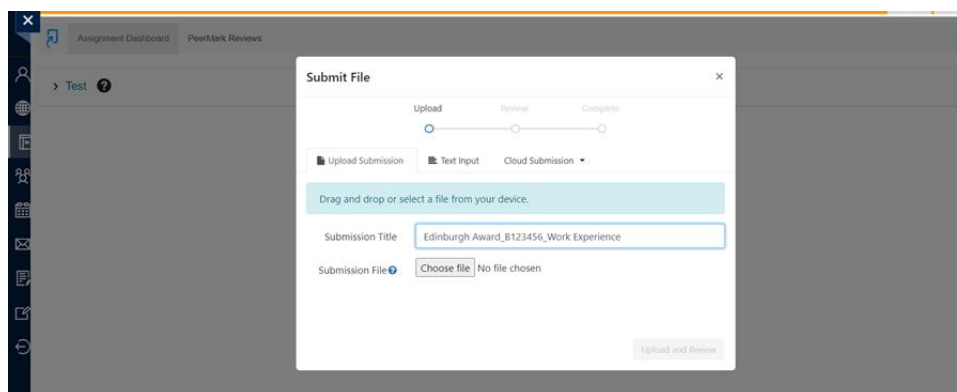 Assignment Dashboard PeerMark Reviews
Test
Submit File
Upload Review Complete
Upload Submission Text Input Cloud Submission
Drag and drop or select a file from your device.
Submission Title Edinburgh Award_B123456_Work Experience
Submission File Choose file No file chosen
Upload and Review